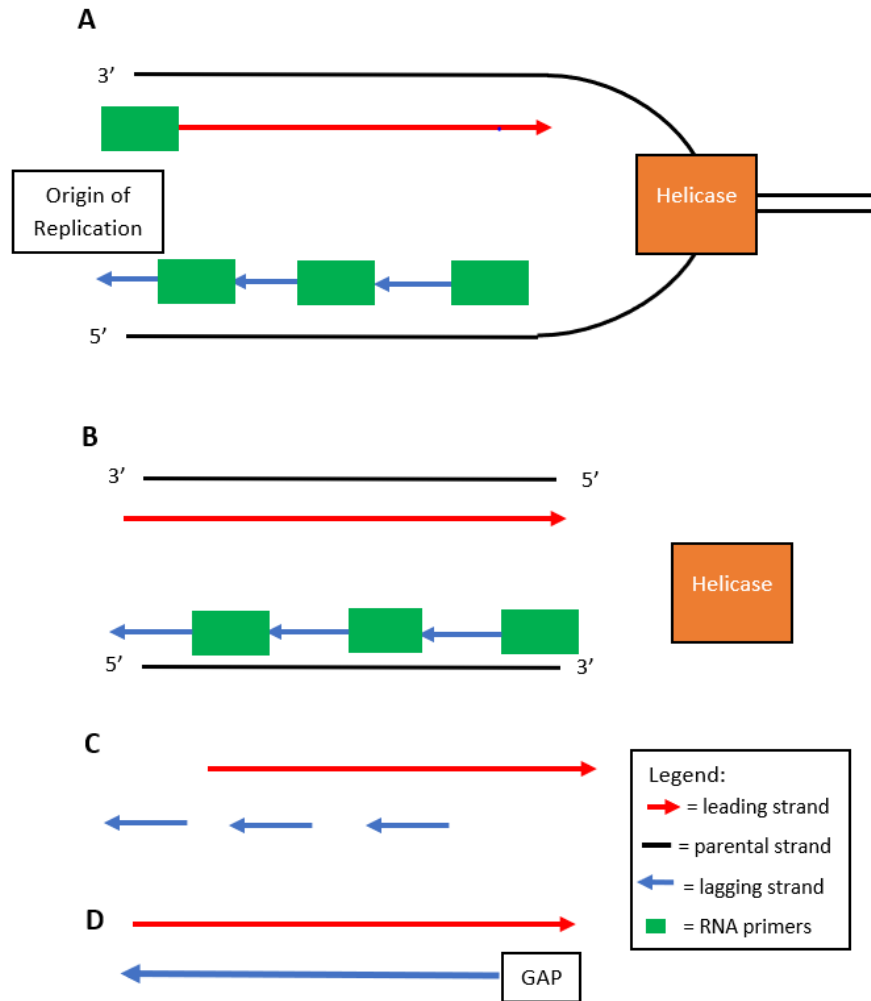 A
3’
Origin of
Replication
Helicase
5’
B
3’
5’
Helicase
5’
3’
C
Legend:
= leading strand
= parental strand
= lagging strand
= RNA primers
D
GAP